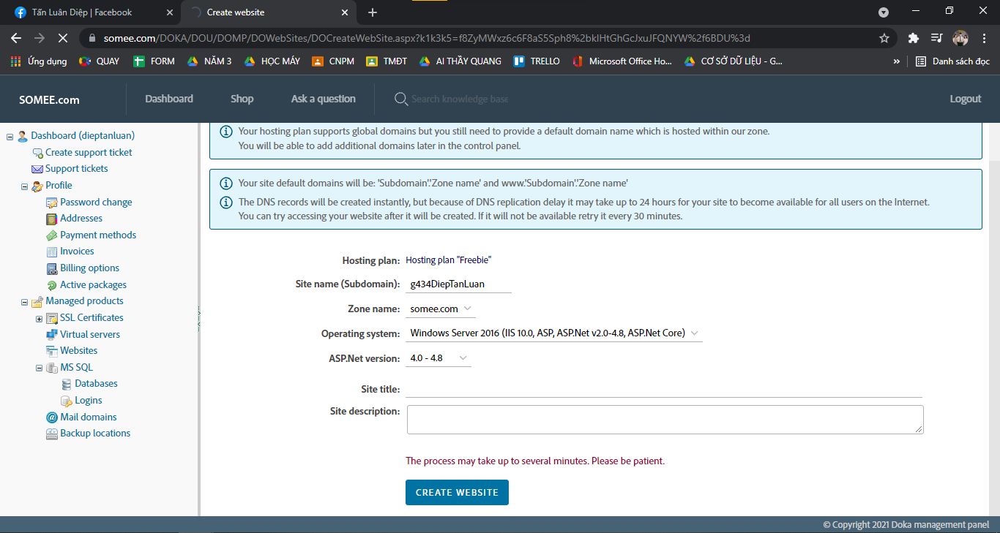 Tấn Luân Diệp | Facebook
Create website
somee.com/DOKA/DOU/DOMP/DOWebSites/DOCreateWebSite.aspx?k1k3k5=f8ZyMWxz6c6F8aS5Sph8%2bklHtGhGcJxuJFQNYW%2f6BDU%3d
Ứng dụng QUAY FORM NĂM 3 HỌC MÁY CNPM TMĐT AI THẦY QUANG TRELLO Microsoft Office Ho... CƠ SỞ DỮ LIỆU - G... » Danh sách đọc
SOMEE.com Dashboard Shop Ask a question Search knowledge base Logout
Dashboard (dieptanluan)
Create support ticket
Support tickets
Profile
Password change
Addresses
Payment methods
Invoices
Billing options
Active packages
Managed products
SSL Certificates
Virtual servers
Websites
MS SQL
Databases
Logins
Mail domains
Backup locations
Your hosting plan supports global domains but you still need to provide a default domain name which is hosted within our zone.
You will be able to add additional domains later in the control panel.
Your site default domains will be: 'Subdomain'.'Zone name' and www.'Subdomain'.'Zone name'
The DNS records will be created instantly, but because of DNS replication delay it may take up to 24 hours for your site to become available for all users on the Internet.
You can try accessing your website after it will be created. If it will not be available retry it every 30 minutes.
Hosting plan: Hosting plan "Freebie"
Site name (Subdomain): g434DiepTanLuan
Zone name: somee.com
Operating system: Windows Server 2016 (IIS 10.0, ASP, ASP.Net v2.0-4.8, ASP.Net Core)
ASP.Net version: 4.0 - 4.8
Site title:
Site description:
The process may take up to several minutes. Please be patient.
CREATE WEBSITE
© Copyright 2021 Doka management panel